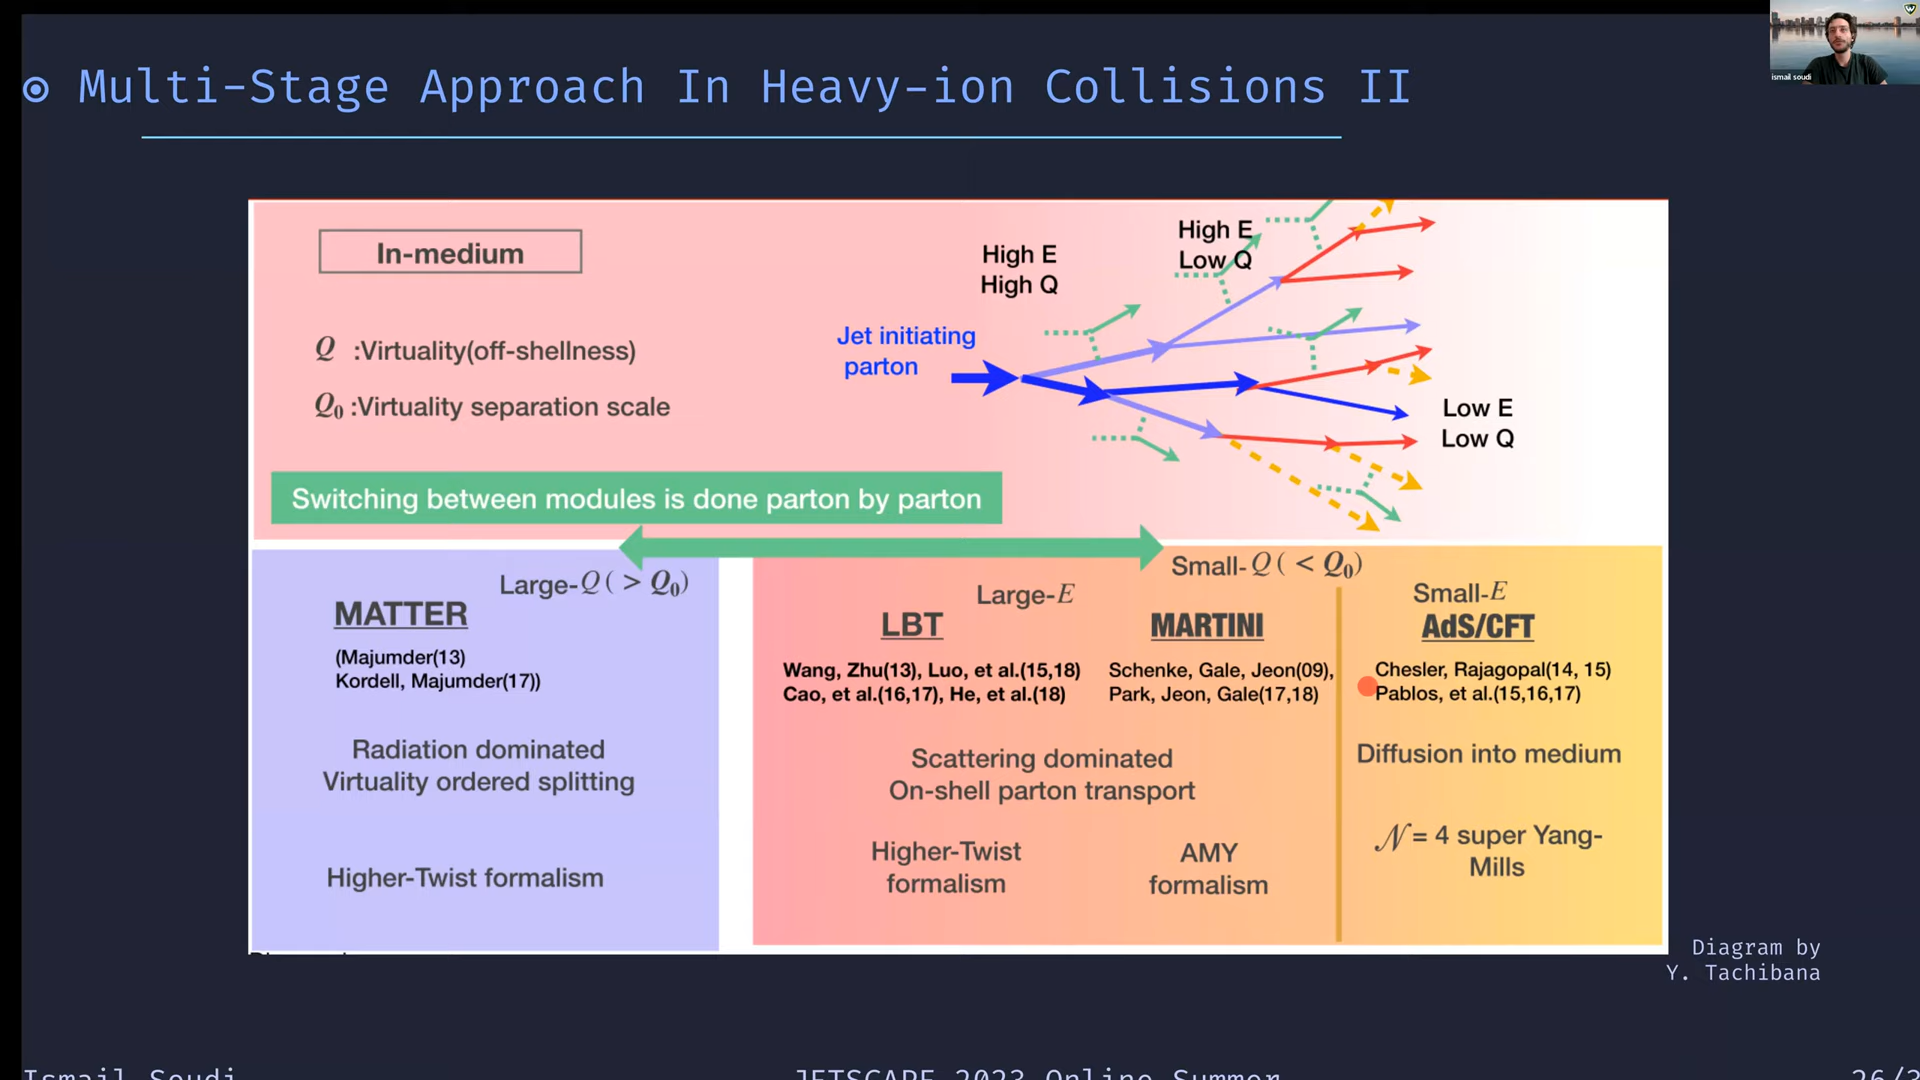 ismail soudi
⊙ Multi-Stage Approach In Heavy-ion Collisions II
In-medium
Q :Virtuality(off-shellness)
Q₀ :Virtuality separation scale
High E
High Q
High E
Low Q
Jet initiating
parton
Low E
Low Q
Switching between modules is done parton by parton
Large-Q ( > Q₀)
MATTER
(Majumder(13)
Kordell, Majumder(17))
Radiation dominated
Virtuality ordered splitting
Higher-Twist formalism
Small-Q ( < Q₀)
Large-E
LBT
Wang, Zhu(13), Luo, et al.(15,18)
Cao, et al.(16,17), He, et al.(18)
MARTINI
Schenke, Gale, Jeon(09),
Park, Jeon, Gale(17,18)
Scattering dominated
On-shell parton transport
Higher-Twist
formalism
AMY
formalism
Small-E
AdS/CFT
Chesler, Rajagopal(14, 15)
Pablos, et al.(15,16,17)
Diffusion into medium
𝒩 = 4 super Yang-
Mills
Diagram by
Y. Tachibana
Ismail Soudi
JETSCAPE 2023 Online Summer
26/3